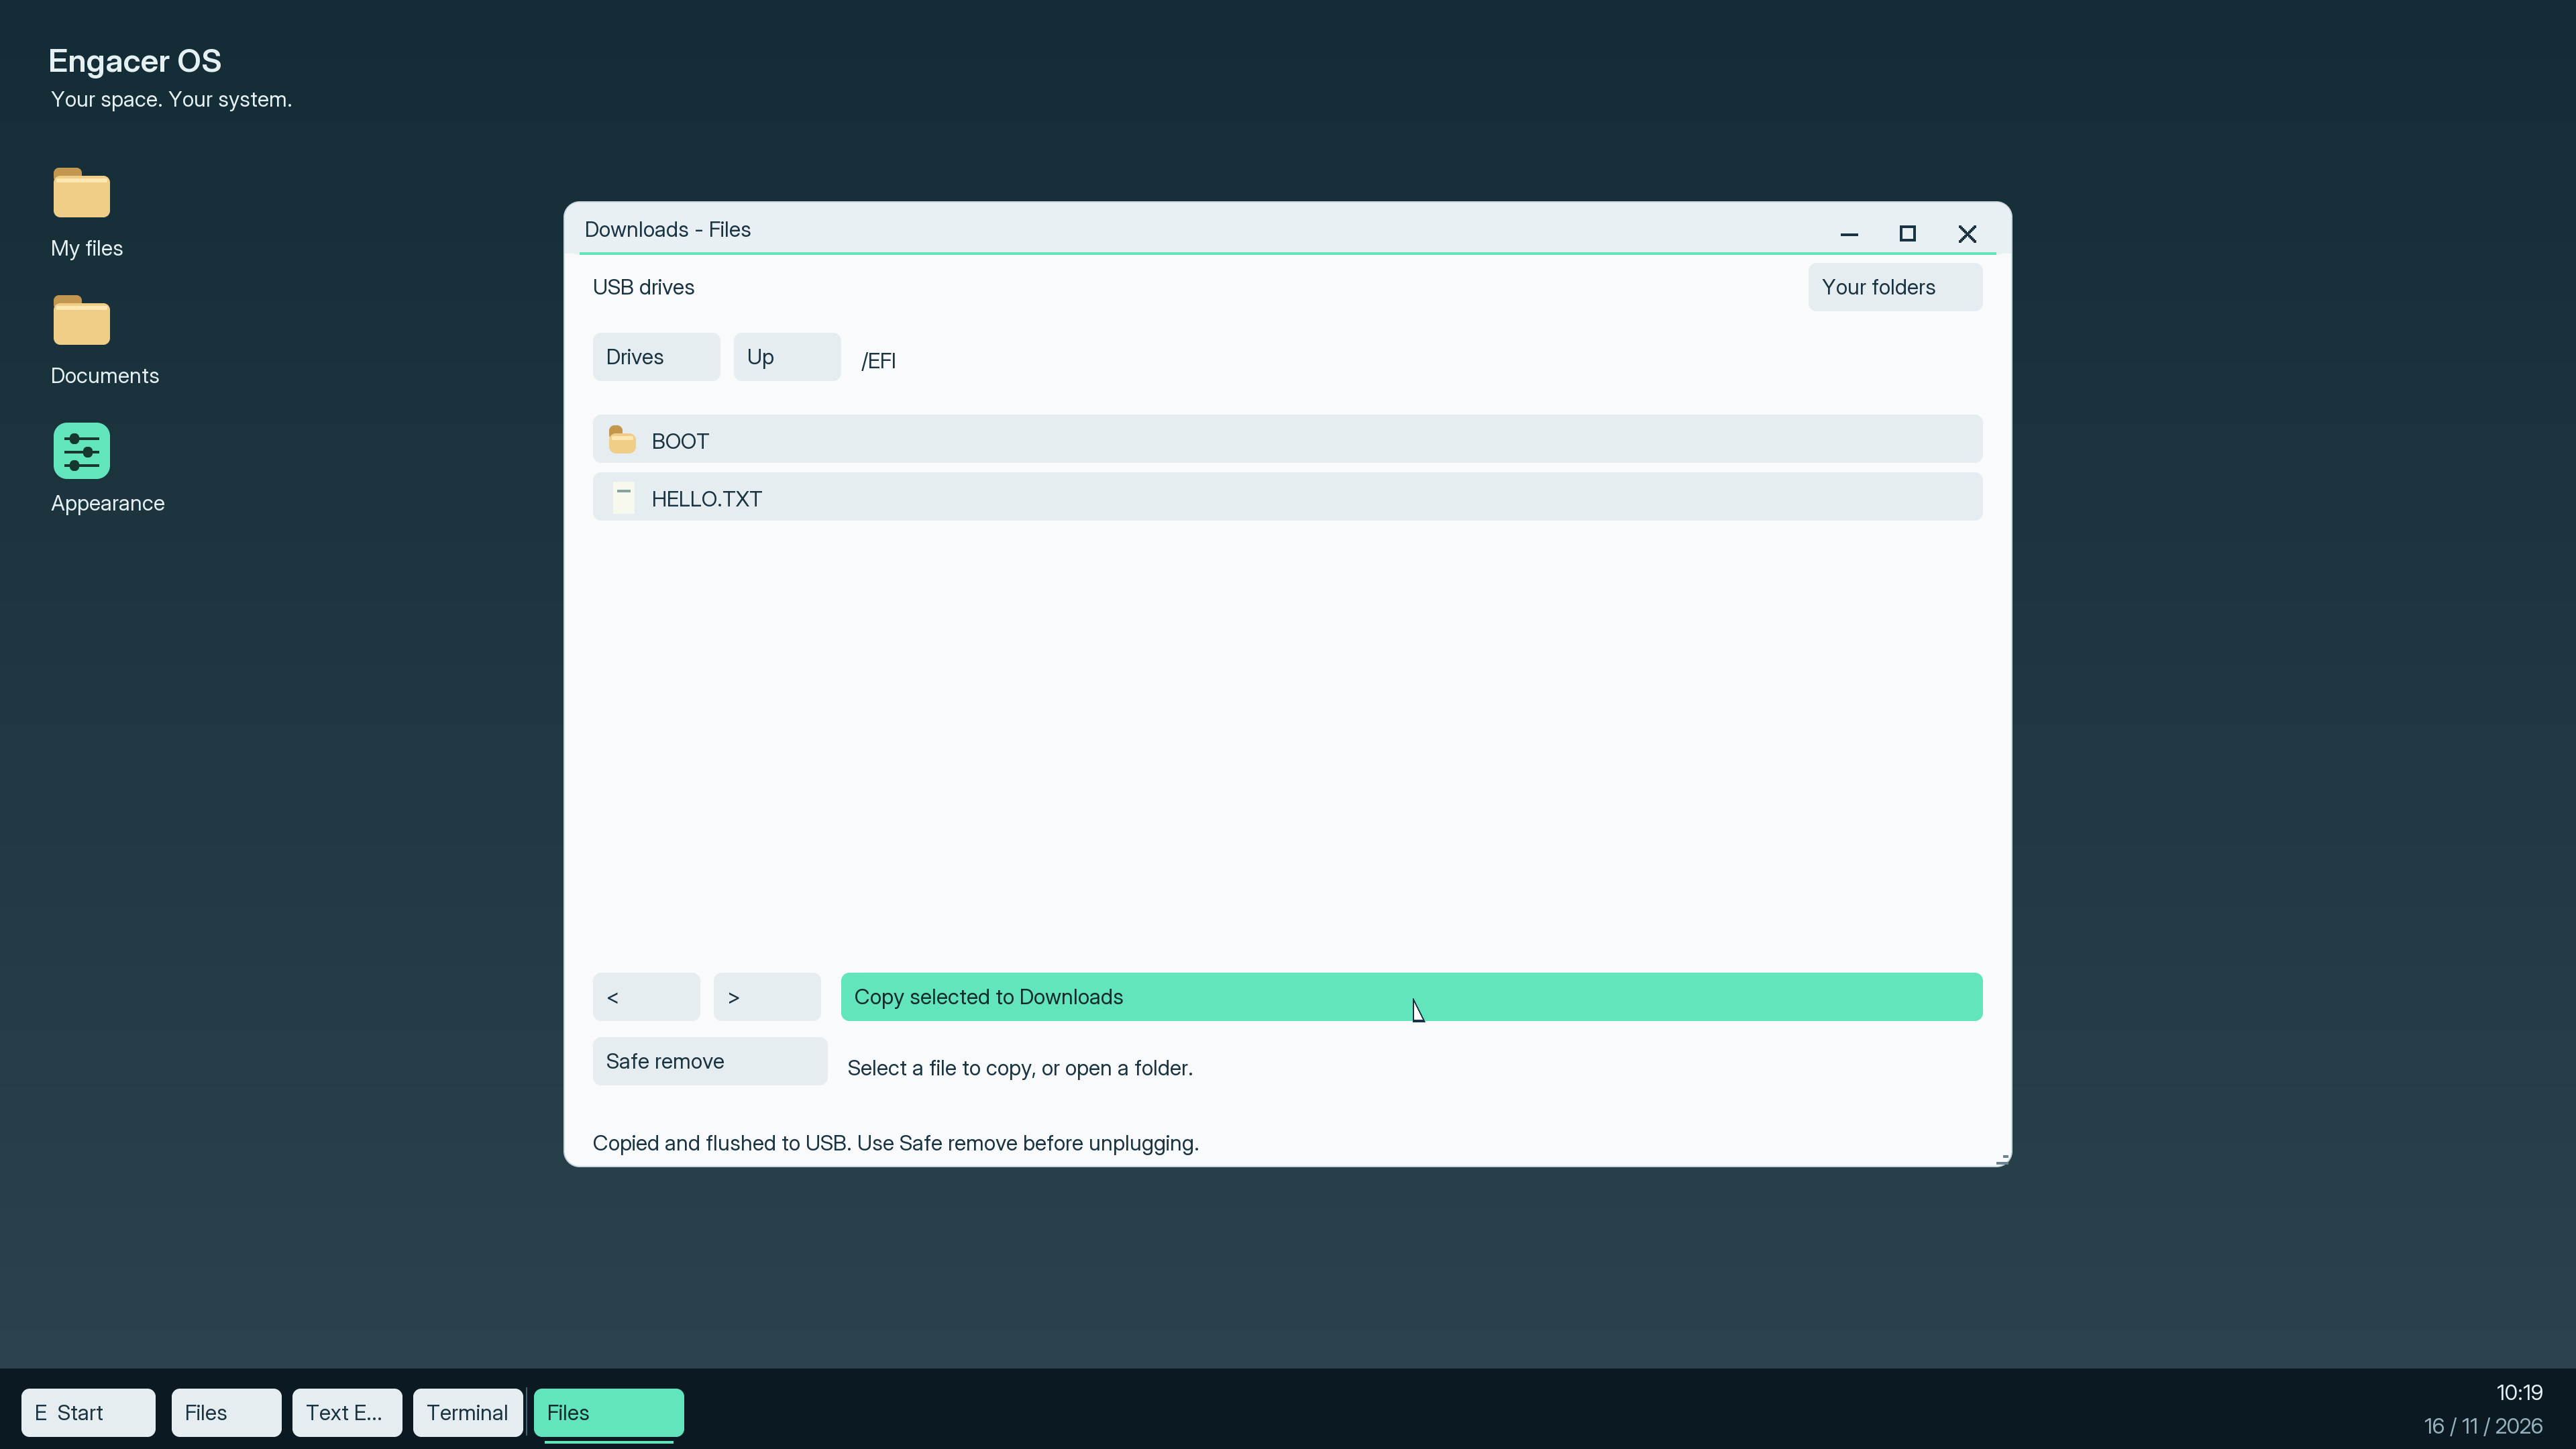 Engacer OS
Your space. Your system.
My files
Documents
Appearance
Downloads - Files
USB drives
Your folders
Drives
Up
/EFI
BOOT
HELLO.TXT
<
>
Copy selected to Downloads
Safe remove
Select a file to copy, or open a folder.
Copied and flushed to USB. Use Safe remove before unplugging.
E Start
Files
Text E...
Terminal
Files
10:19
16 / 11 / 2026